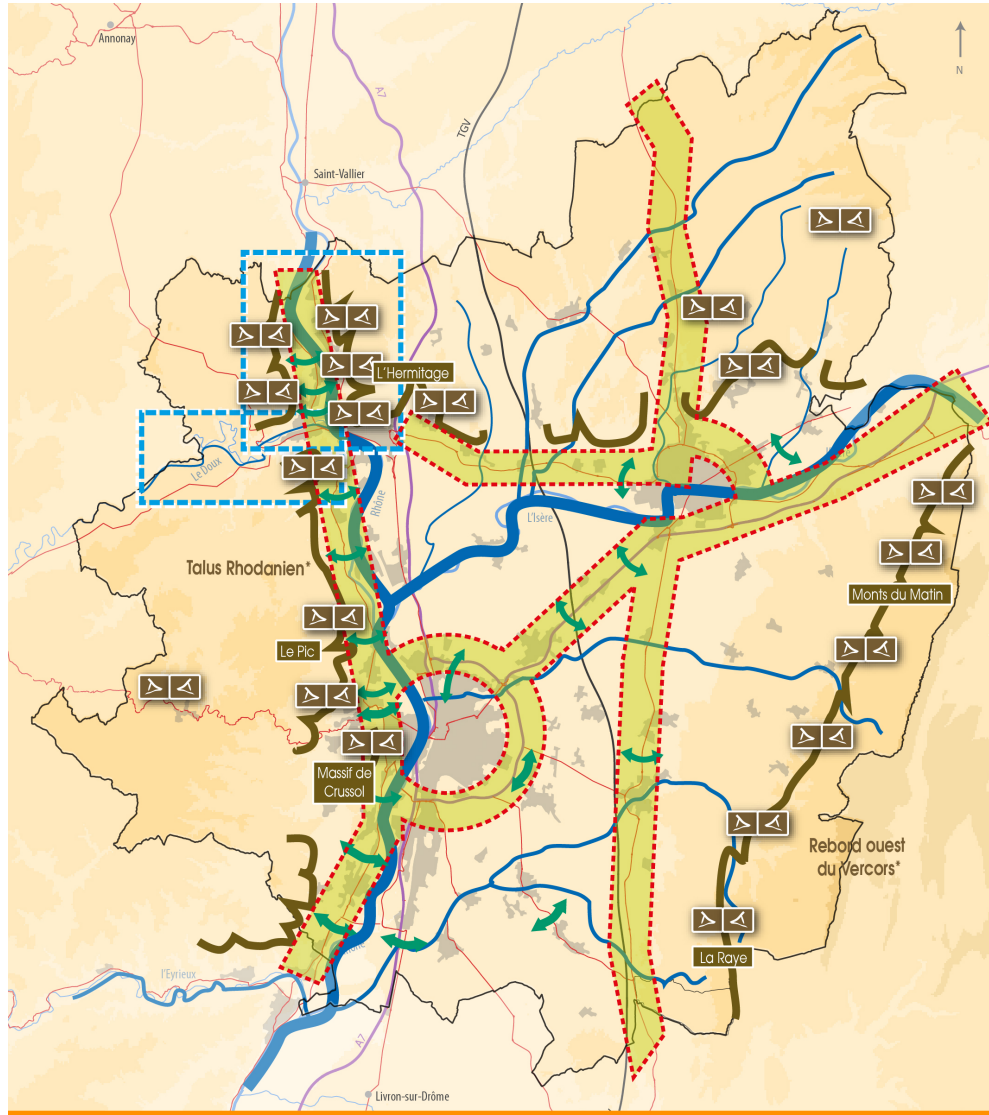 Annonay
N
A7
TGV
Saint-Vallier
L'Hermitage
Le Doux
Rhône
L'Isère
Talus Rhodanien*
Monts du Matin
Le Pic
Massif de
Crussol
Rebord ouest
du Vercors*
La Raye
l'Eyrieux
A7
Livron-sur-Drôme